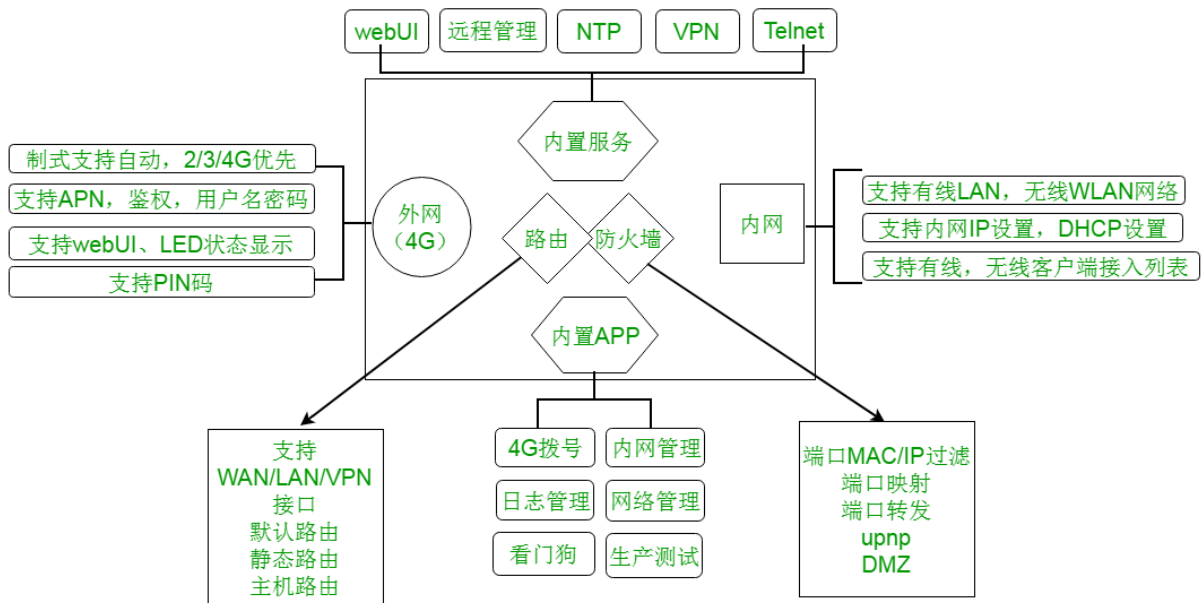 webUI
远程管理
NTP
VPN
Telnet
内置服务
制式支持自动，2/3/4G优先
支持APN，鉴权，用户名密码
支持webUI、LED状态显示
支持PIN码
外网
（4G）
路由
防火墙
内网
支持有线LAN，无线WLAN网络
支持内网IP设置，DHCP设置
支持有线，无线客户端接入列表
内置APP
支持
WAN/LAN/VPN
接口
默认路由
静态路由
主机路由
4G拨号
内网管理
日志管理
网络管理
看门狗
生产测试
端口MAC/IP过滤
端口映射
端口转发
upnp
DMZ